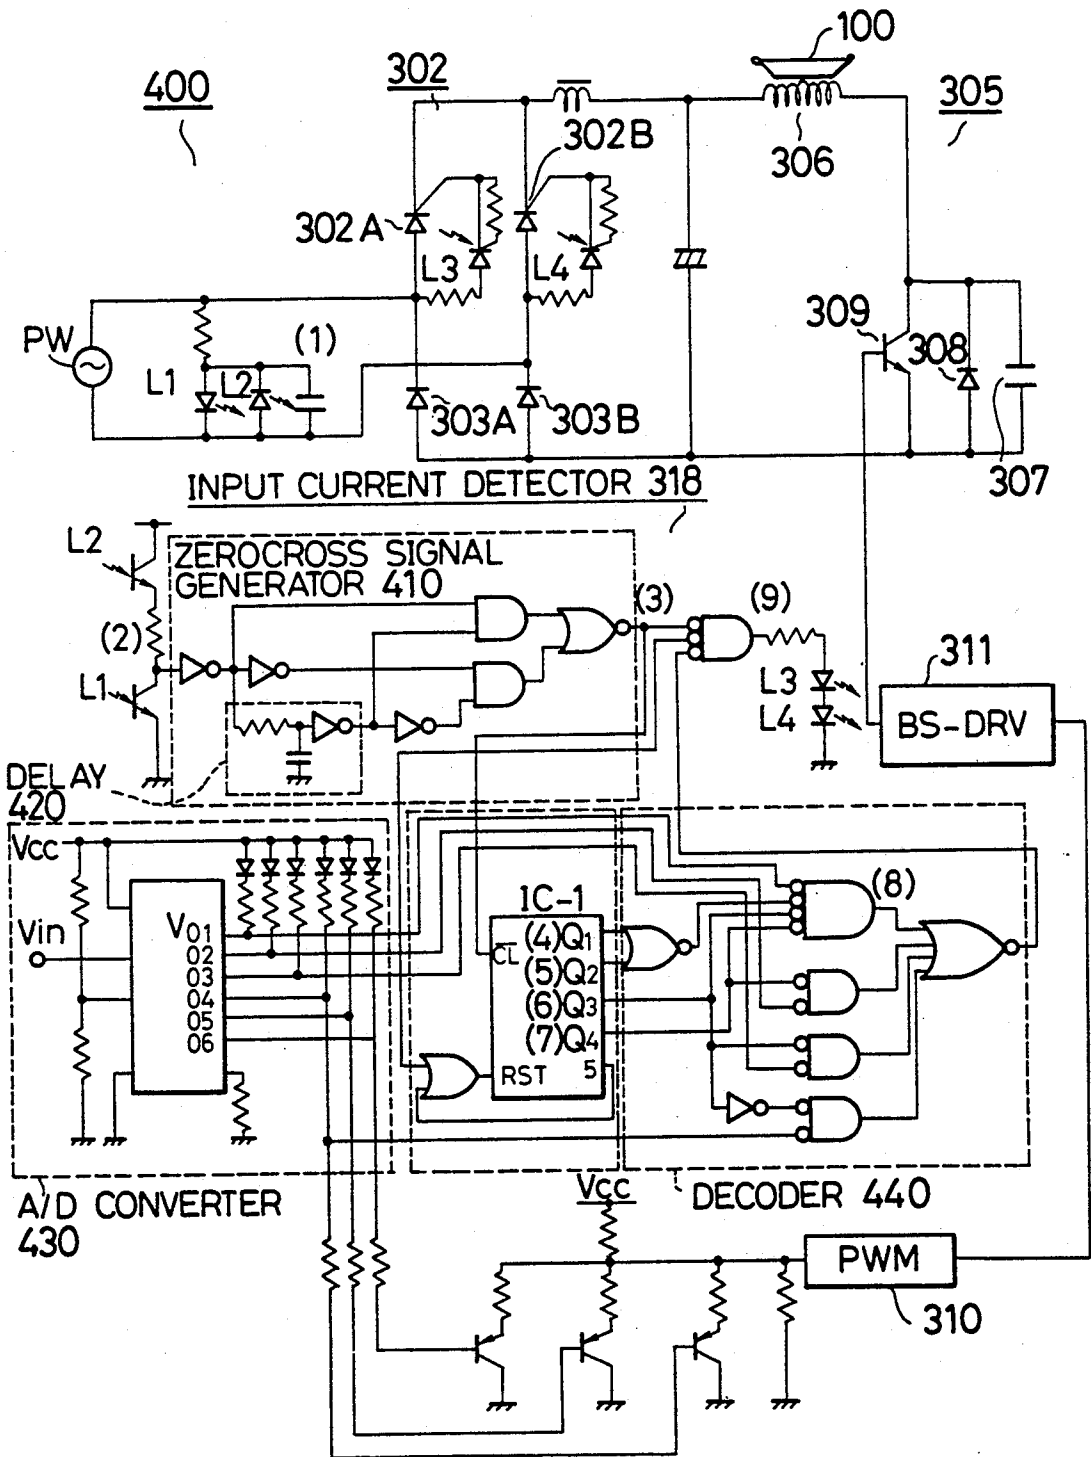 100
302
400
305
302B
306
302A
L3
L4
309
PW
(1)
308
L1
L2
303A
303B
307
INPUT CURRENT DETECTOR 318
L2
ZEROCROSS SIGNAL
GENERATOR 410
(3)
(9)
(2)
311
L1
L3
L4
BS-DRV
DELAY
420
Vcc
IC-1
(8)
Vin
V01
02
03
04
05
06
CL
(4)Q1
(5)Q2
(6)Q3
(7)Q4
5
RST
A/D CONVERTER
430
Vcc
DECODER 440
PWM
310